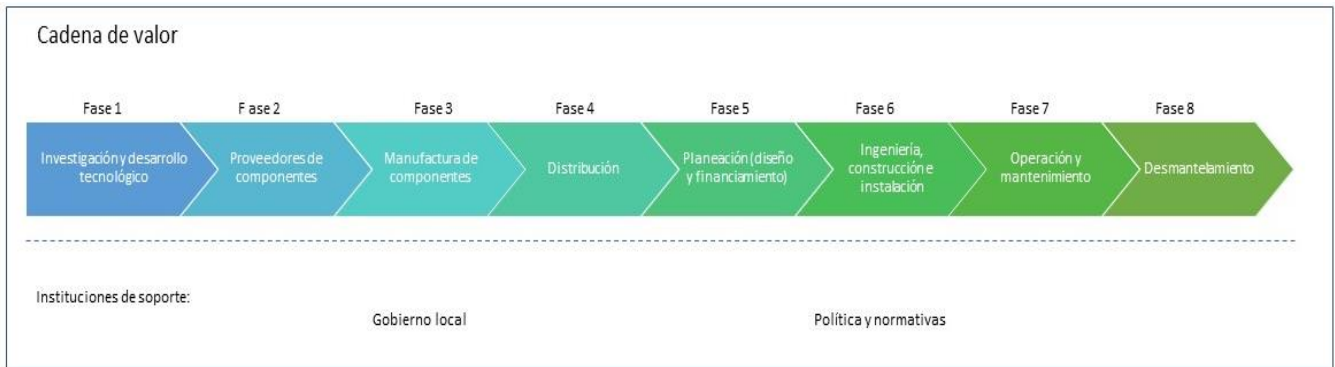 Cadena de valor
Fase 1
F ase 2
Fase 3
Fase 4
Fase 5
Fase 6
Fase 7
Fase 8
Investigación y desarrollo
tecnológico
Proveedores de
componentes
Manufactura de
componentes
Distribución
Planeación (diseño
y financiamiento)
Ingeniería,
construcción e
instalación
Operación y
mantenimiento
Desmantelamiento
Instituciones de soporte:
Gobierno local
Política y normativas